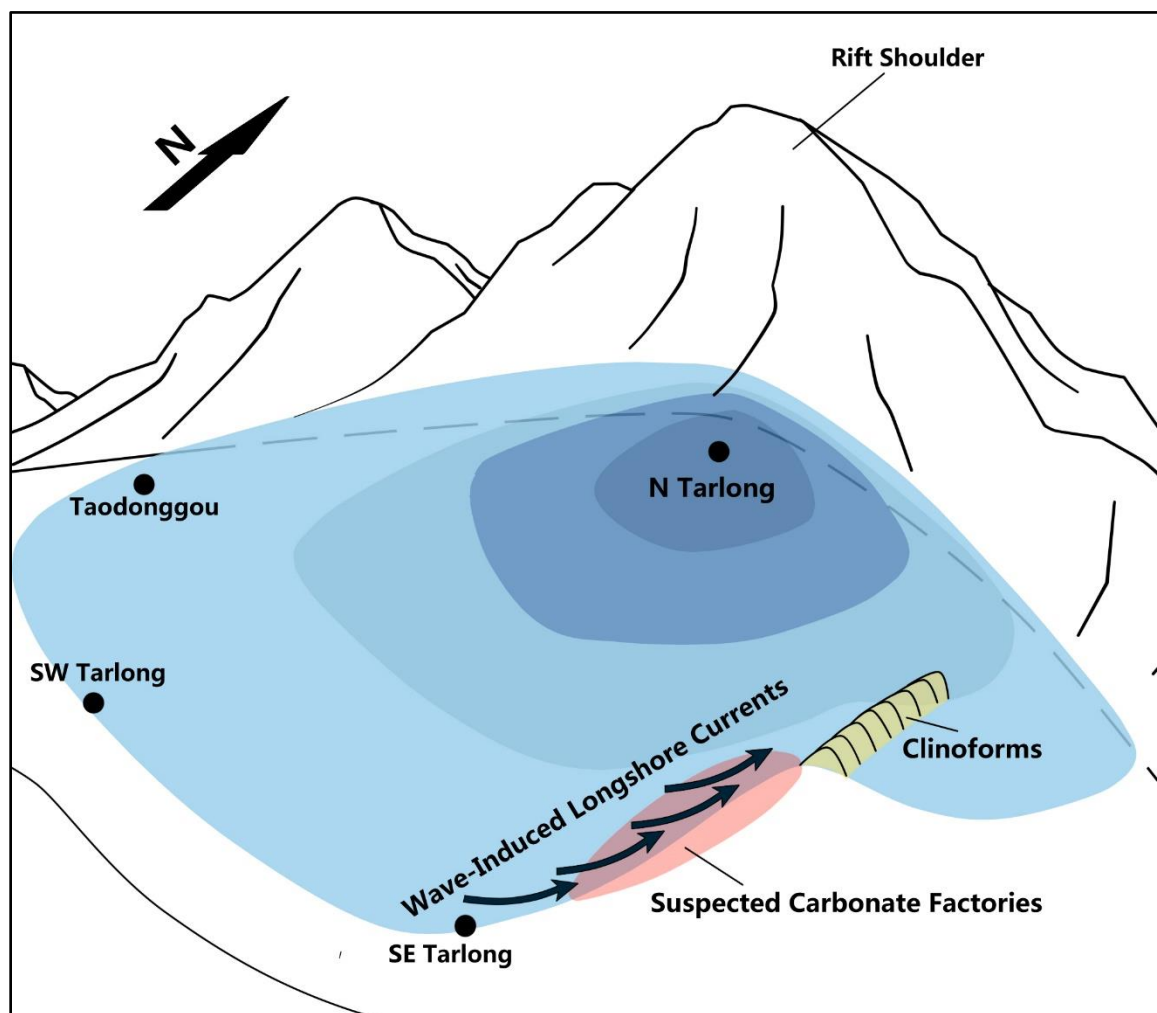 Rift Shoulder
N
N Tarlong
Taodonggou
SW Tarlong
Wave-Induced Longshore Currents
Clinoforms
Suspected Carbonate Factories
SE Tarlong